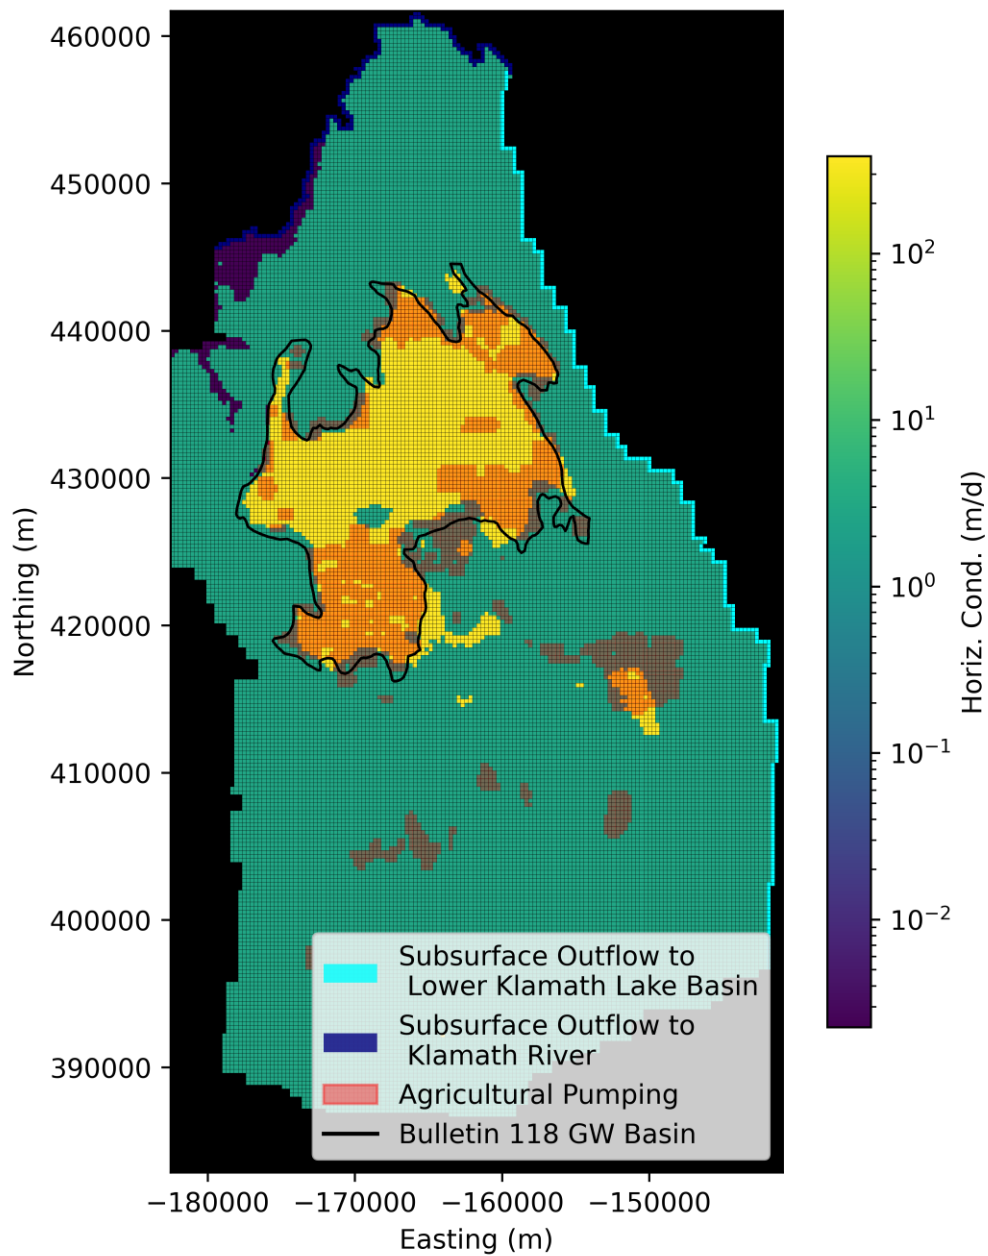 460000
450000
440000
430000
420000
410000
400000
390000
Northing (m)
−180000
−170000
−160000
−150000
Easting (m)
10²
10¹
10⁰
10⁻¹
10⁻²
Horiz. Cond. (m/d)
Subsurface Outflow to
Lower Klamath Lake Basin
Subsurface Outflow to
Klamath River
Agricultural Pumping
Bulletin 118 GW Basin